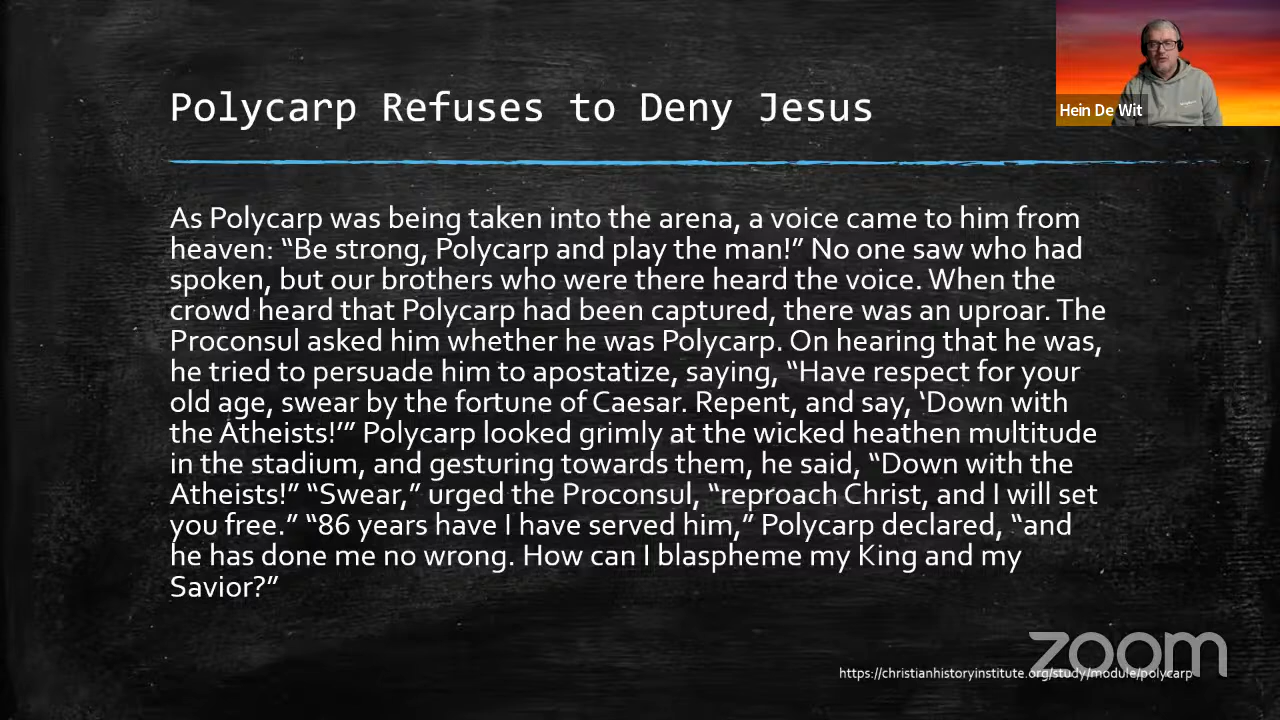 Polycarp Refuses to Deny Jesus
Hein De Wit
As Polycarp was being taken into the arena, a voice came to him from
heaven: “Be strong, Polycarp and play the man!” No one saw who had
spoken, but our brothers who were there heard the voice. When the
crowd heard that Polycarp had been captured, there was an uproar. The
Proconsul asked him whether he was Polycarp. On hearing that he was,
he tried to persuade him to apostatize, saying, “Have respect for your
old age, swear by the fortune of Caesar. Repent, and say, ‘Down with
the Atheists!’” Polycarp looked grimly at the wicked heathen multitude
in the stadium, and gesturing towards them, he said, “Down with the
Atheists!” “Swear,” urged the Proconsul, “reproach Christ, and I will set
you free.” “86 years have I have served him,” Polycarp declared, “and
he has done me no wrong. How can I blaspheme my King and my
Savior?”
zoom
https://christianhistoryinstitute.org/study/module/polycarp